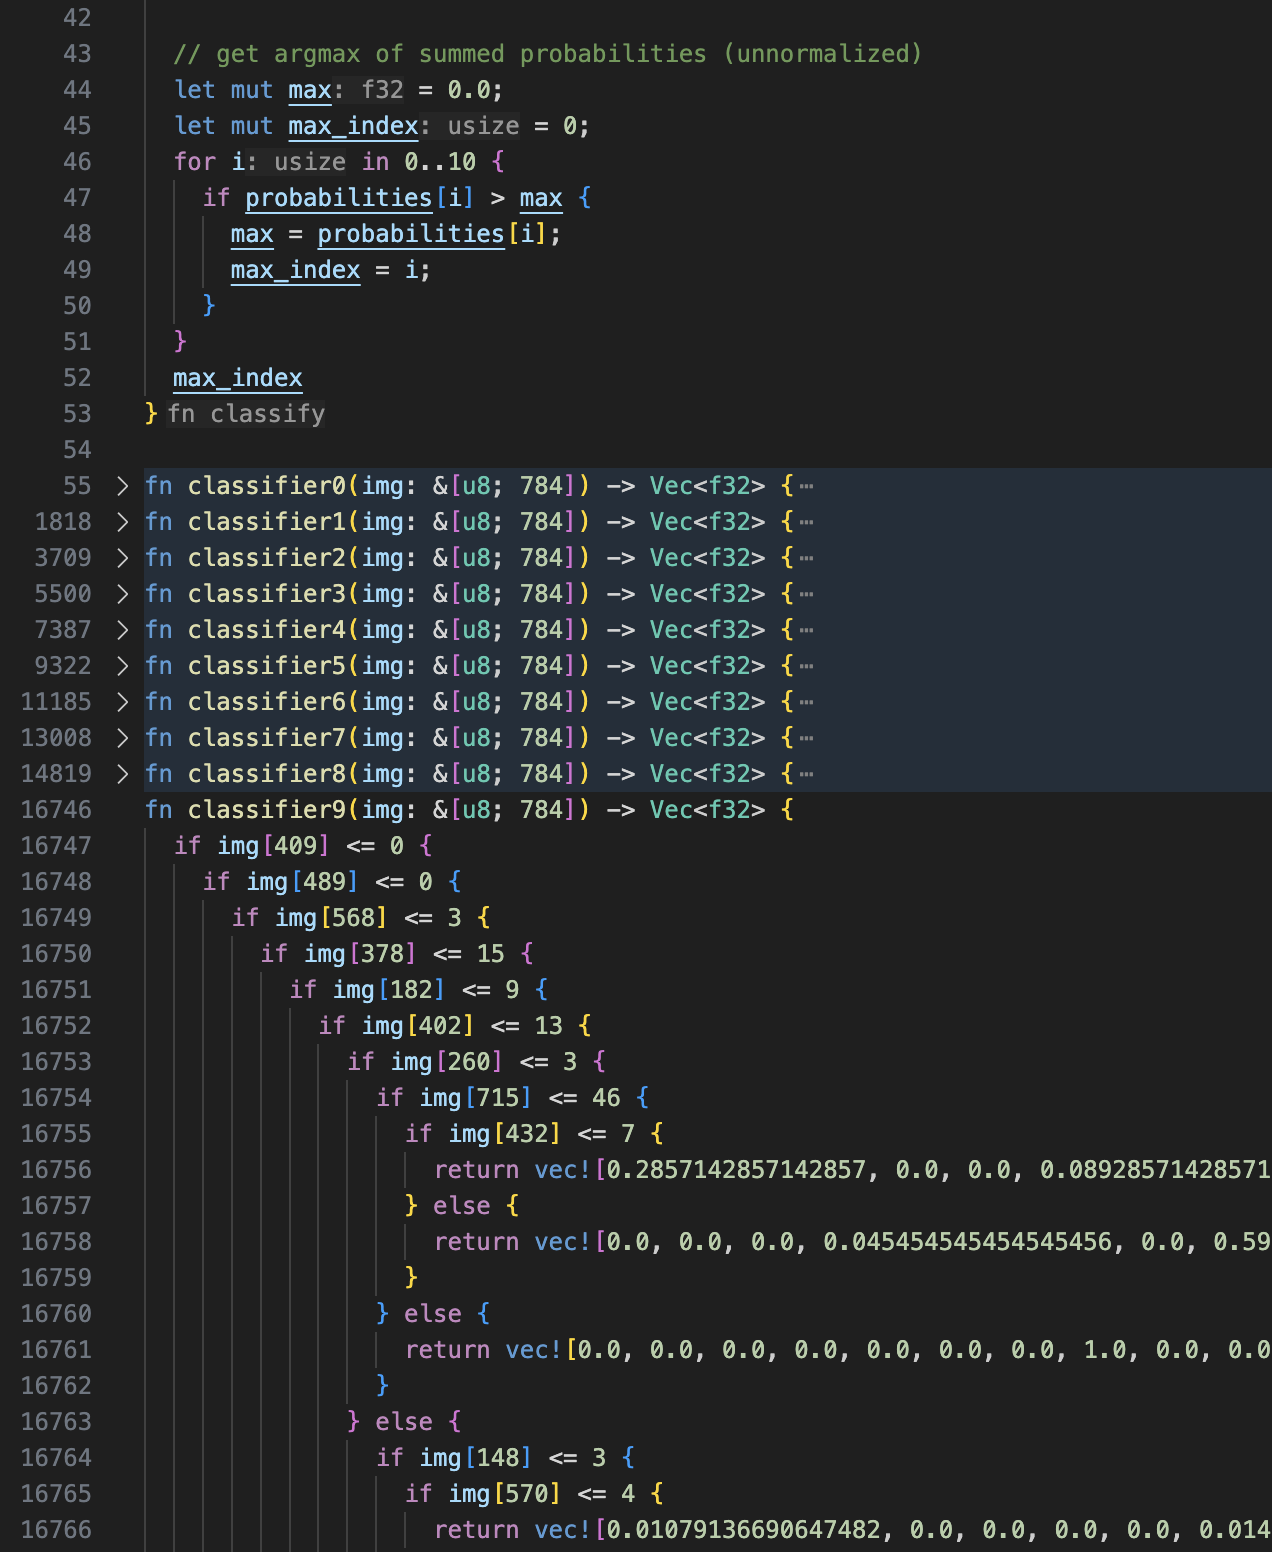 42
43 // get argmax of summed probabilities (unnormalized)
44 let mut max: f32 = 0.0;
45 let mut max_index: usize = 0;
46 for i: usize in 0..10 {
47 if probabilities[i] > max {
48 max = probabilities[i];
49 max_index = i;
50 }
51 }
52 max_index
53 } fn classify
54
55 > fn classifier0(img: &[u8; 784]) -> Vec<f32> {⋯
1818 > fn classifier1(img: &[u8; 784]) -> Vec<f32> {⋯
3709 > fn classifier2(img: &[u8; 784]) -> Vec<f32> {⋯
5500 > fn classifier3(img: &[u8; 784]) -> Vec<f32> {⋯
7387 > fn classifier4(img: &[u8; 784]) -> Vec<f32> {⋯
9322 > fn classifier5(img: &[u8; 784]) -> Vec<f32> {⋯
11185 > fn classifier6(img: &[u8; 784]) -> Vec<f32> {⋯
13008 > fn classifier7(img: &[u8; 784]) -> Vec<f32> {⋯
14819 > fn classifier8(img: &[u8; 784]) -> Vec<f32> {⋯
16746 fn classifier9(img: &[u8; 784]) -> Vec<f32> {
16747 if img[409] <= 0 {
16748 if img[489] <= 0 {
16749 if img[568] <= 3 {
16750 if img[378] <= 15 {
16751 if img[182] <= 9 {
16752 if img[402] <= 13 {
16753 if img[260] <= 3 {
16754 if img[715] <= 46 {
16755 if img[432] <= 7 {
16756 return vec![0.2857142857142857, 0.0, 0.0, 0.08928571428571
16757 } else {
16758 return vec![0.0, 0.0, 0.0, 0.045454545454545456, 0.0, 0.59
16759 }
16760 } else {
16761 return vec![0.0, 0.0, 0.0, 0.0, 0.0, 0.0, 0.0, 1.0, 0.0, 0.0
16762 }
16763 } else {
16764 if img[148] <= 3 {
16765 if img[570] <= 4 {
16766 return vec![0.01079136690647482, 0.0, 0.0, 0.0, 0.0, 0.014